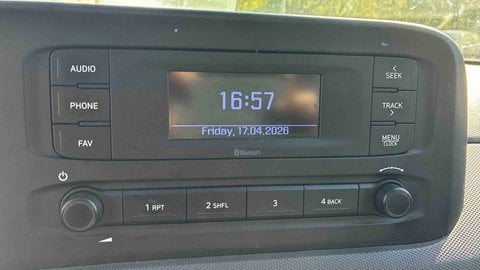 AUDIO
PHONE
FAV
16:57
Friday, 17.04.2026
Bluetooth
< SEEK
TRACK >
MENU
CLOCK
1 RPT
2 SHFL
3
4 BACK